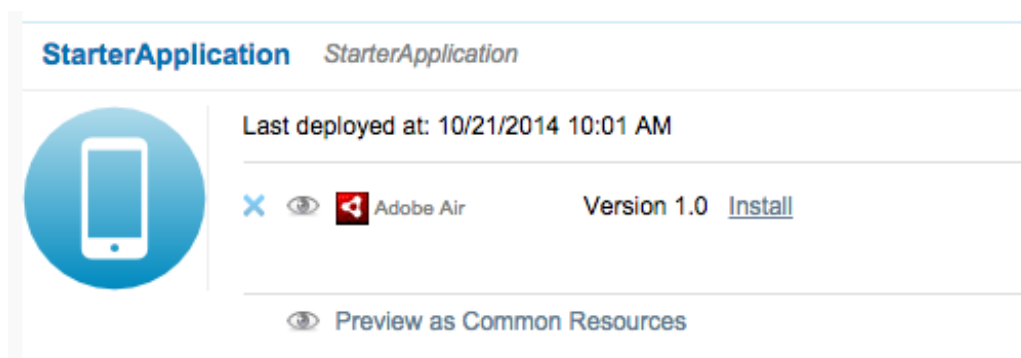 StarterApplication StarterApplication
Last deployed at: 10/21/2014 10:01 AM
Adobe Air Version 1.0 Install
Preview as Common Resources